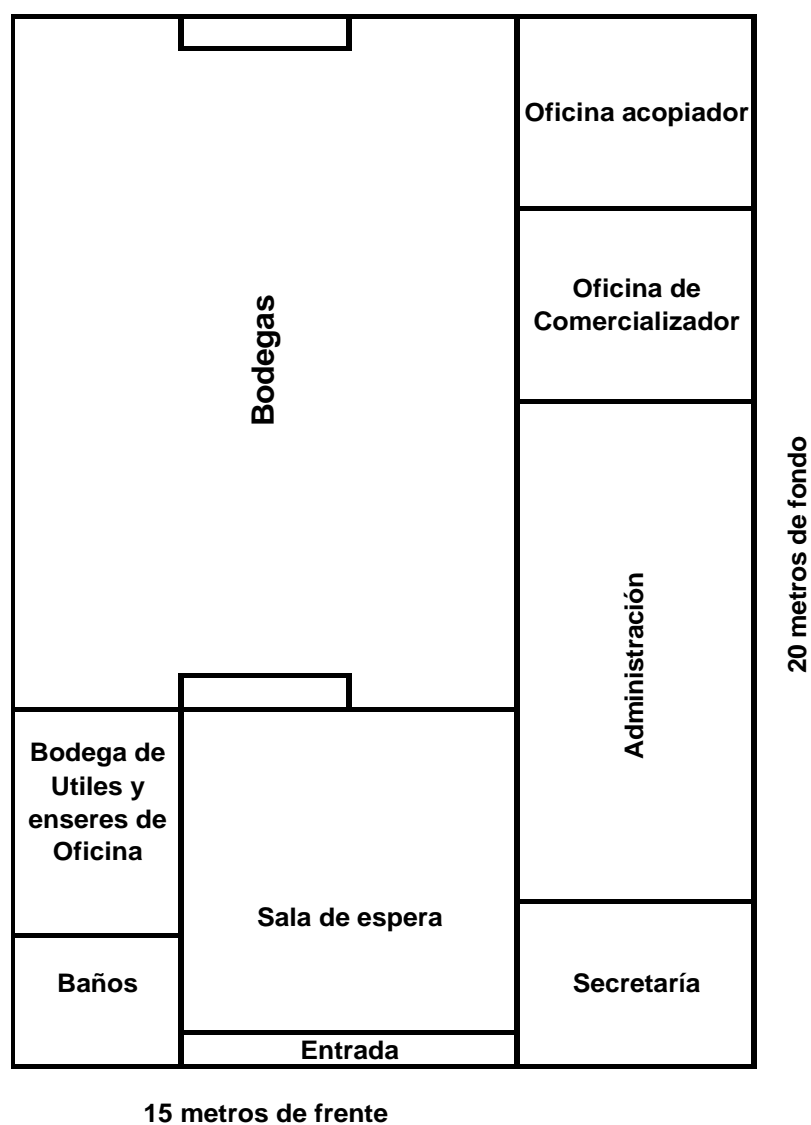 Oficina acopiador
Oficina de
Comercializador
Bodegas
20 metros de fondo
Administración
Bodega de
Utiles y
enseres de
Oficina
Sala de espera
Baños
Secretaría
Entrada
15 metros de frente